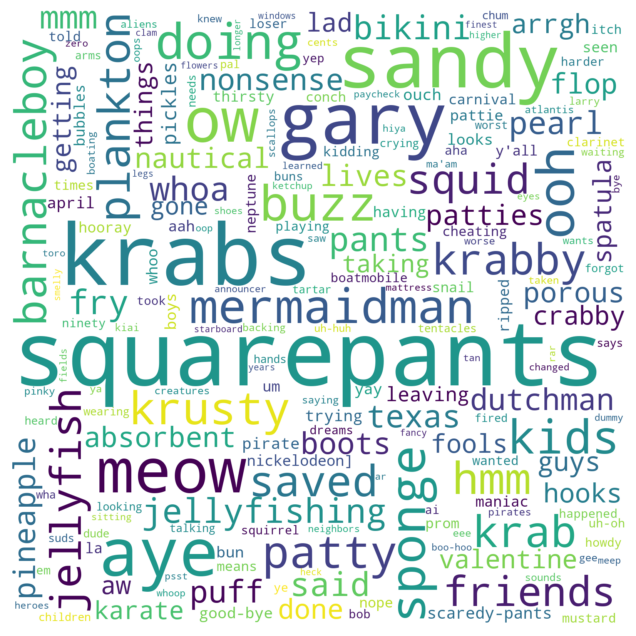 mmm
told
aliens
zero
oops
knew
windows
cents
loser
flowers
longer
lad
bikini
chum
finest
higher
arrgh
itch
arms
clam
yep
paycheck
harder
seen
doing
sandy
flop
barnacleboy
getting
bubbles
boating
plankton
things
pickles
nonsense
thirsty
needs
conch
ouch
carnival
atlantis
larry
pattie
worst
looks
pearl
hiya
kidding
crying
aha
y'all
clarinet
waiting
ow
gary
scallops
nautical
buns
learned
ma'am
bye
ketchup
eyes
legs
whoa
lives
squid
ooh
spatula
times
april
gone
shoes
neptune
buzz
having
cheating
patties
hooray
aah
oop
playing
saw
worse
wants
forgot
krabs
whoo
pants
krabby
taking
snail
boatmobile
announcer
tartar
mattress
taken
toro
smelly
fry
took
boys
mermaidman
ripped
porous
crabby
says
ninety
kiai
starboard
backing
uh-huh
tentacles
fields
squarepants
pinky
creatures
hands
years
tan
changed
rar
heard
ya
wearing
um
saying
yay
leaving
dutchman
krusty
trying
texas
fired
dummy
wha
absorbent
pirate
dreams
boots
fancy
fools
wanted
guys
kids
pineapple
jellyfish
looking
nickelodeon]
ar
meow
saved
sponge
hmm
hooks
happened
sitting
talking
squirrel
neighbors
maniac
pirates
uh-oh
suds
dude
jellyfishing
ai
prom
howdy
la
bun
means
psst
boo-hoo
eee
krab
gee
meep
em
aye
patty
valentine
aw
puff
said
whoop
ye
neck
nope
sounds
friends
heroes
karate
good-bye
done
bob
scaredy-pants
mustard
children
pai